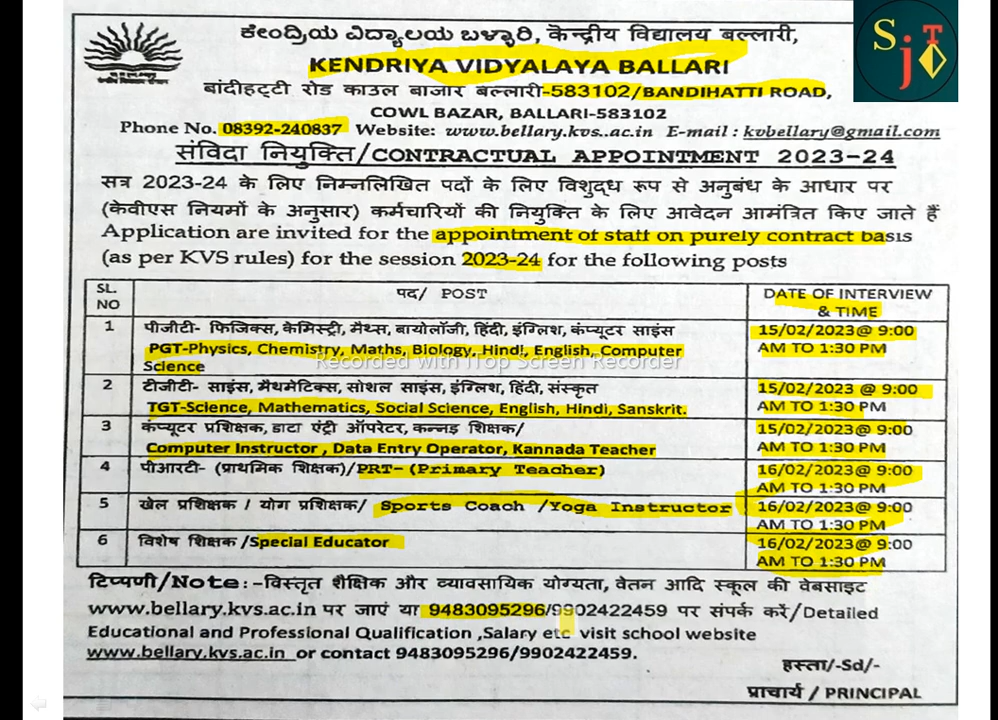 ಕೇಂದ್ರಿಯ ವಿದ್ಯಾಲಯ ಬಳ್ಳಾರಿ, केन्द्रीय विद्यालय बल्लारी,
KENDRIYA VIDYALAYA BALLARI
बांदीहट्टी रोड काउल बाजार बल्लारी-583102/BANDIHATTI ROAD,
COWL BAZAR, BALLARI-583102
Phone No. 08392-240837 Website: www.bellary.kvs.ac.in E-mail : kvbellary@gmail.com
संविदा नियुक्ति/CONTRACTUAL APPOINTMENT 2023-24
सत्र 2023-24 के लिए निम्नलिखित पदों के लिए विशुद्ध रूप से अनुबंध के आधार पर
(केवीएस नियमों के अनुसार) कर्मचारियों की नियुक्ति के लिए आवेदन आमंत्रित किए जाते हैं
Application are invited for the appointment of staff on purely contract basis
(as per KVS rules) for the session 2023-24 for the following posts
SL. NO पद/ POST DATE OF INTERVIEW & TIME
1 पीजीटी- फिजिक्स, केमिस्ट्री, मैथ्स, बायोलॉजी, हिंदी, इंग्लिश, कंप्यूटर साइंस 15/02/2023@ 9:00
PGT-Physics, Chemistry, Maths, Biology, Hindi, English, Computer AM TO 1:30 PM
Science
Recorded with iTop Screen Recorder
2 टीजीटी- साइंस, मैथमेटिक्स, सोशल साइंस, इंग्लिश, हिंदी, संस्कृत 15/02/2023 @ 9:00
TGT-Science, Mathematics, Social Science, English, Hindi, Sanskrit. AM TO 1:30 PM
3 कंप्यूटर प्रशिक्षक, डाटा एंट्री ऑपरेटर, कन्नड़ शिक्षक/ 15/02/2023@ 9:00
Computer Instructor , Data Entry Operator, Kannada Teacher AM TO 1:30 PM
4 पीआरटी- (प्राथमिक शिक्षक)/PRT- (Primary Teacher) 16/02/2023@ 9:00
AM TO 1:30 PM
5 खेल प्रशिक्षक / योग प्रशिक्षक/ Sports Coach /Yoga Instructor 16/02/2023@ 9:00
AM TO 1:30 PM
6 विशेष शिक्षक /Special Educator 16/02/2023@ 9:00
AM TO 1:30 PM
टिप्पणी/Note:-विस्तृत शैक्षिक और व्यावसायिक योग्यता, वेतन आदि स्कूल की वेबसाइट
www.bellary.kvs.ac.in पर जाएं या 9483095296/9902422459 पर संपर्क करें/Detailed
Educational and Professional Qualification ,Salary etc visit school website
www.bellary.kvs.ac.in or contact 9483095296/9902422459.
हस्ता/-Sd/-
प्राचार्य / PRINCIPAL
SjT